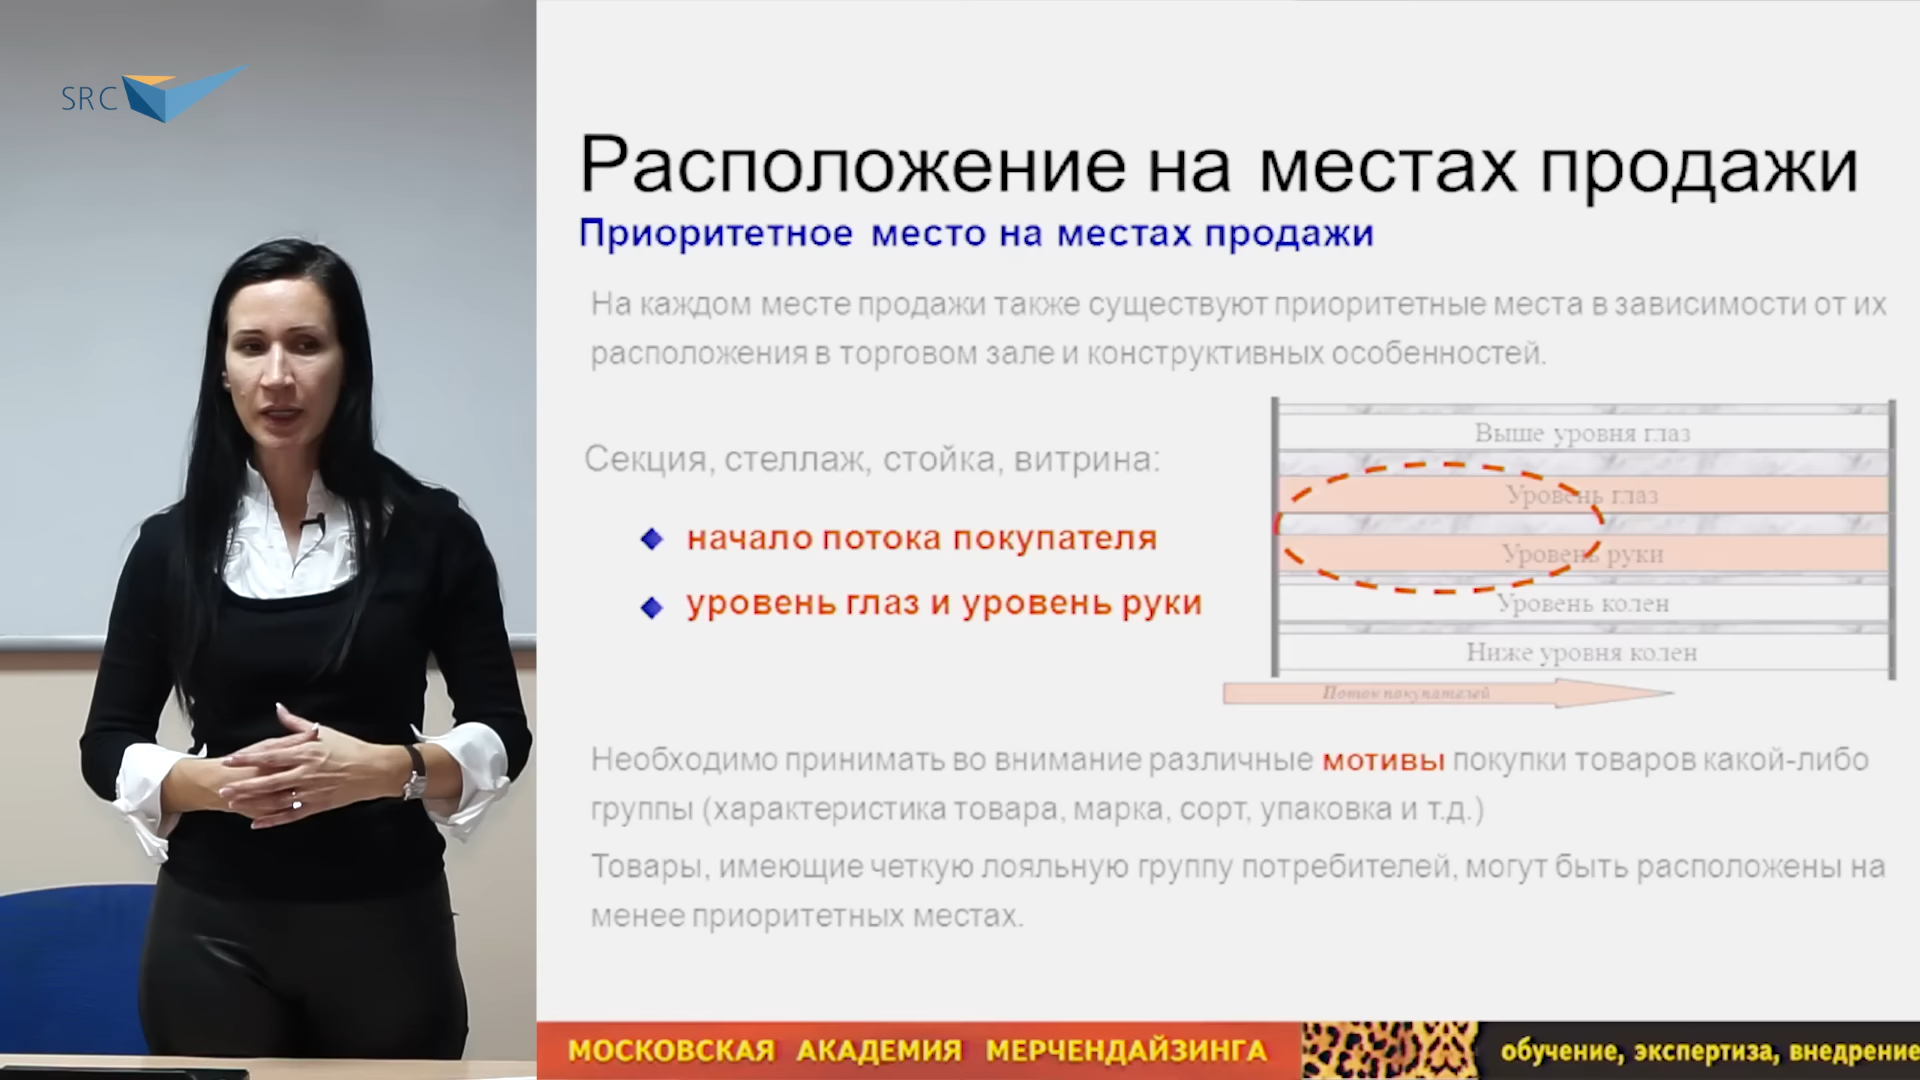 SRC
Расположение на местах продажи
Приоритетное место на местах продажи
На каждом месте продажи также существуют приоритетные места в зависимости от их
расположения в торговом зале и конструктивных особенностей.
Секция, стеллаж, стойка, витрина:
начало потока покупателя
уровень глаз и уровень руки
Выше уровня глаз
Уровень глаз
Уровень руки
Уровень колен
Ниже уровня колен
Поток покупателей
Необходимо принимать во внимание различные мотивы покупки товаров какой-либо
группы (характеристика товара, марка, сорт, упаковка и т.д.)
Товары, имеющие четкую лояльную группу потребителей, могут быть расположены на
менее приоритетных местах.
МОСКОВСКАЯ АКАДЕМИЯ МЕРЧЕНДАЙЗИНГА
обучение, экспертиза, внедрение